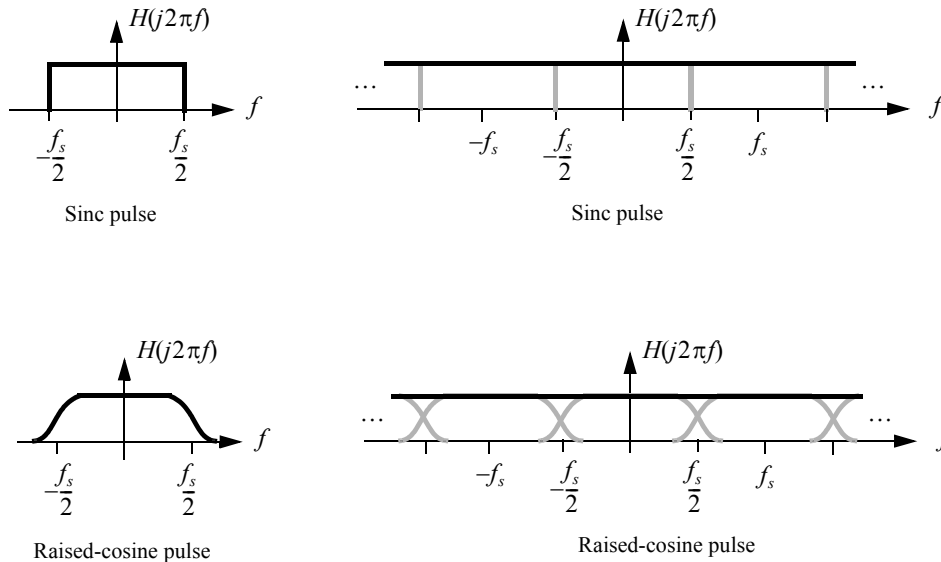 H(j2πf) H(j2πf)
... ... f
f
-fs/2 fs/2 -fs -fs/2 fs/2 fs
Sinc pulse Sinc pulse
H(j2πf) H(j2πf)
... ... f
f
-fs/2 fs/2 -fs -fs/2 fs/2 fs
Raised-cosine pulse Raised-cosine pulse